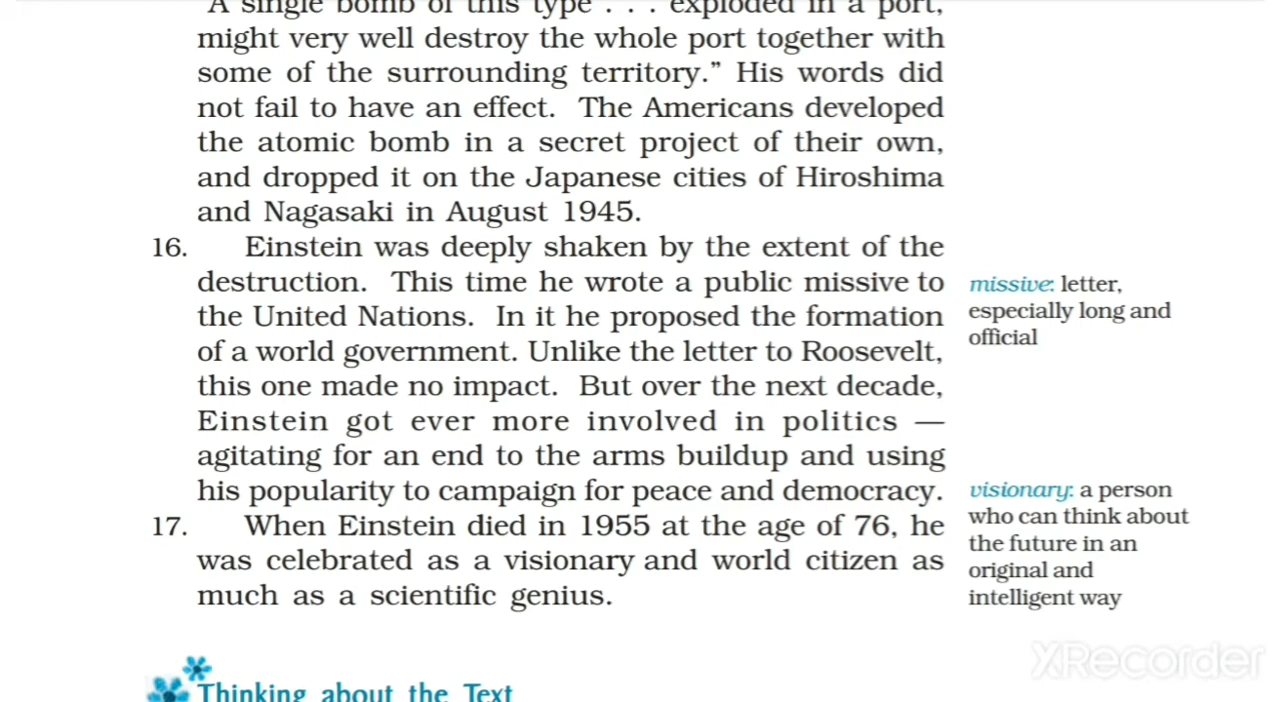 "A single bomb of this type . . . exploded in a port,
might very well destroy the whole port together with
some of the surrounding territory.” His words did
not fail to have an effect. The Americans developed
the atomic bomb in a secret project of their own,
and dropped it on the Japanese cities of Hiroshima
and Nagasaki in August 1945.
16. Einstein was deeply shaken by the extent of the
destruction. This time he wrote a public missive to
the United Nations. In it he proposed the formation
of a world government. Unlike the letter to Roosevelt,
this one made no impact. But over the next decade,
Einstein got ever more involved in politics —
agitating for an end to the arms buildup and using
his popularity to campaign for peace and democracy.
17. When Einstein died in 1955 at the age of 76, he
was celebrated as a visionary and world citizen as
much as a scientific genius.
missive: letter,
especially long and
official
visionary: a person
who can think about
the future in an
original and
intelligent way
Thinking about the Text
XRecorder